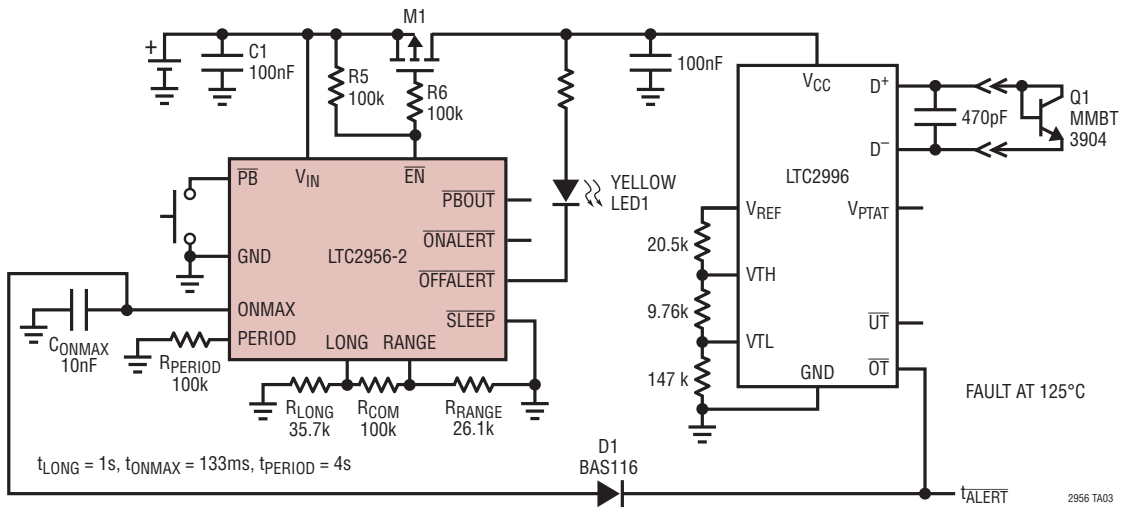 M1
+
C1
100nF
R5
100k
R6
100k
100nF
PB
VIN
EN
PBOUT
ONALERT
LTC2956-2
OFFALERT
GND
ONMAX
PERIOD
SLEEP
LONG
RANGE
CONMAX
10nF
RPERIOD
100k
RLONG
35.7k
RCOM
100k
RRANGE
26.1k
YELLOW
LED1
VCC
D+
D–
LTC2996
VREF
VPTAT
20.5k
VTH
9.76k
VTL
UT
147 k
GND
OT
470pF
Q1
MMBT
3904
FAULT AT 125°C
tLONG = 1s, tONMAX = 133ms, tPERIOD = 4s
D1
BAS116
tALERT
2956 TA03